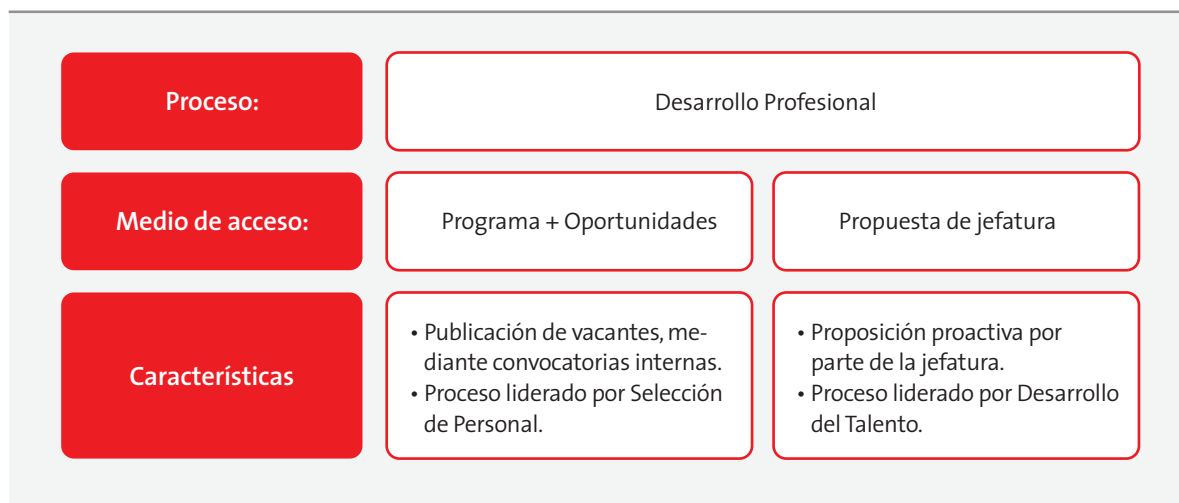 Proceso:
Desarrollo Profesional
Medio de acceso:
Programa + Oportunidades
Propuesta de jefatura
Características
• Publicación de vacantes, me-
diante convocatorias internas.
• Proceso liderado por Selección
de Personal.
• Proposición proactiva por
parte de la jefatura.
• Proceso liderado por Desarrollo
del Talento.